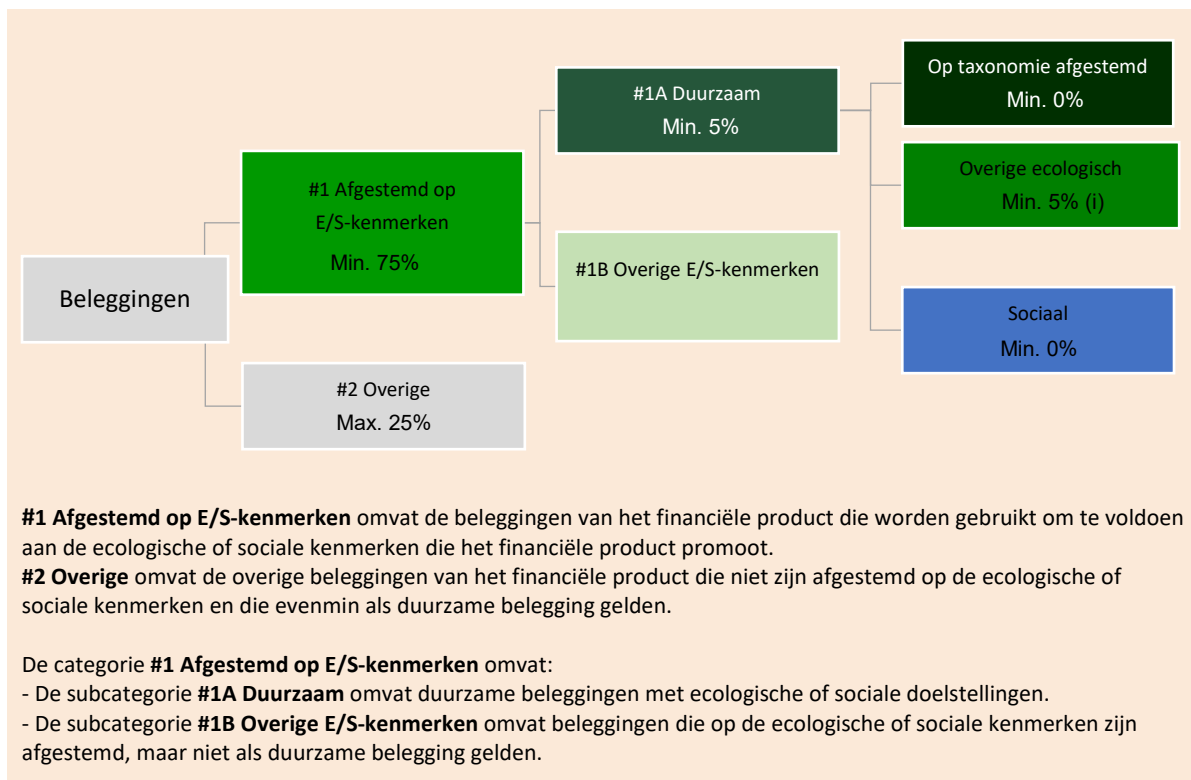 Beleggingen
#1 Afgestemd op
E/S-kenmerken
Min. 75%
#2 Overige
Max. 25%
#1A Duurzaam
Min. 5%
#1B Overige E/S-kenmerken
Op taxonomie afgestemd
Min. 0%
Overige ecologisch
Min. 5% (i)
Sociaal
Min. 0%
#1 Afgestemd op E/S-kenmerken omvat de beleggingen van het financiële product die worden gebruikt om te voldoen
aan de ecologische of sociale kenmerken die het financiële product promoot.
#2 Overige omvat de overige beleggingen van het financiële product die niet zijn afgestemd op de ecologische of
sociale kenmerken en die evenmin als duurzame belegging gelden.
De categorie #1 Afgestemd op E/S-kenmerken omvat:
- De subcategorie #1A Duurzaam omvat duurzame beleggingen met ecologische of sociale doelstellingen.
- De subcategorie #1B Overige E/S-kenmerken omvat beleggingen die op de ecologische of sociale kenmerken zijn
afgestemd, maar niet als duurzame belegging gelden.